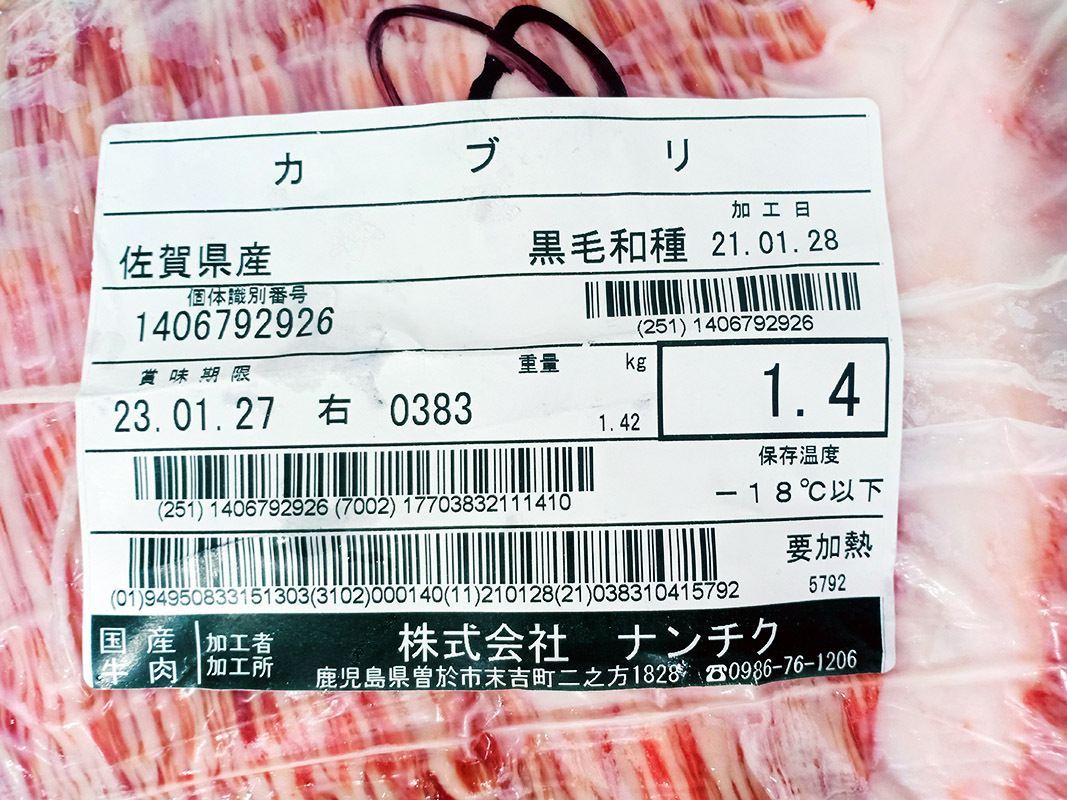 カブリ
加工日
佐賀県産 黒毛和種 21.01.28
個体識別番号
1406792926
(251) 1406792926
賞味期限 重量 kg
23.01.27 右 0383 1.42 1.4
保存温度
(251) 1406792926 (7002) 17703832111410
-18℃以下
要加熱
(01)94950833151303(3102)000140(11)210128(21)038310415792
5792
国産牛肉
加工者
加工所
株式会社 ナンチク
鹿児島県曽於市末吉町二之方1828 ☎0986-76-1206